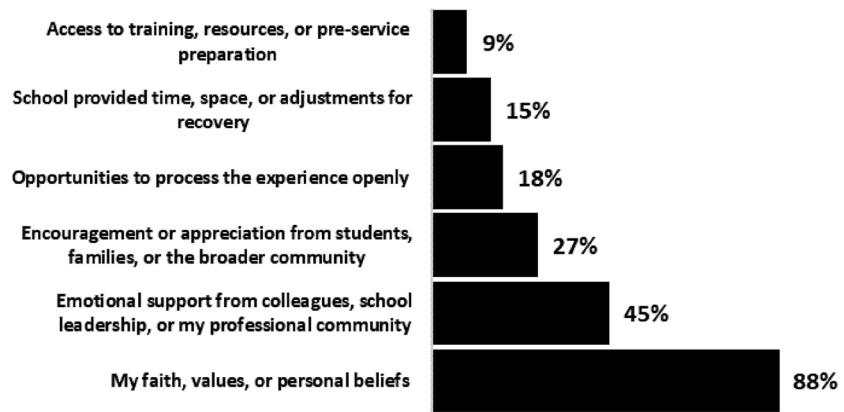 Access to training, resources, or pre-service
preparation
9%
School provided time, space, or adjustments for
recovery
15%
Opportunities to process the experience openly
18%
Encouragement or appreciation from students,
families, or the broader community
27%
Emotional support from colleagues, school
leadership, or my professional community
45%
My faith, values, or personal beliefs
88%